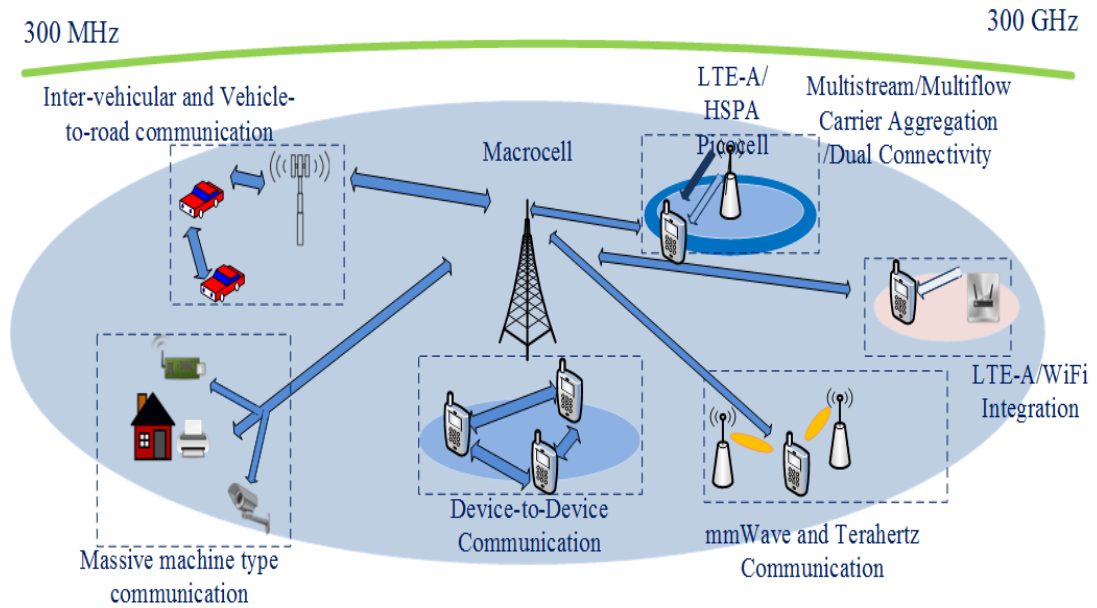 300 MHz
300 GHz
Inter-vehicular and Vehicle-
to-road communication
Macrocell
LTE-A/
HSPA
Picocell
Multistream/Multiflow
Carrier Aggregation
/Dual Connectivity
LTE-A/WiFi
Integration
Device-to-Device
Communication
mmWave and Terahertz
Communication
Massive machine type
communication